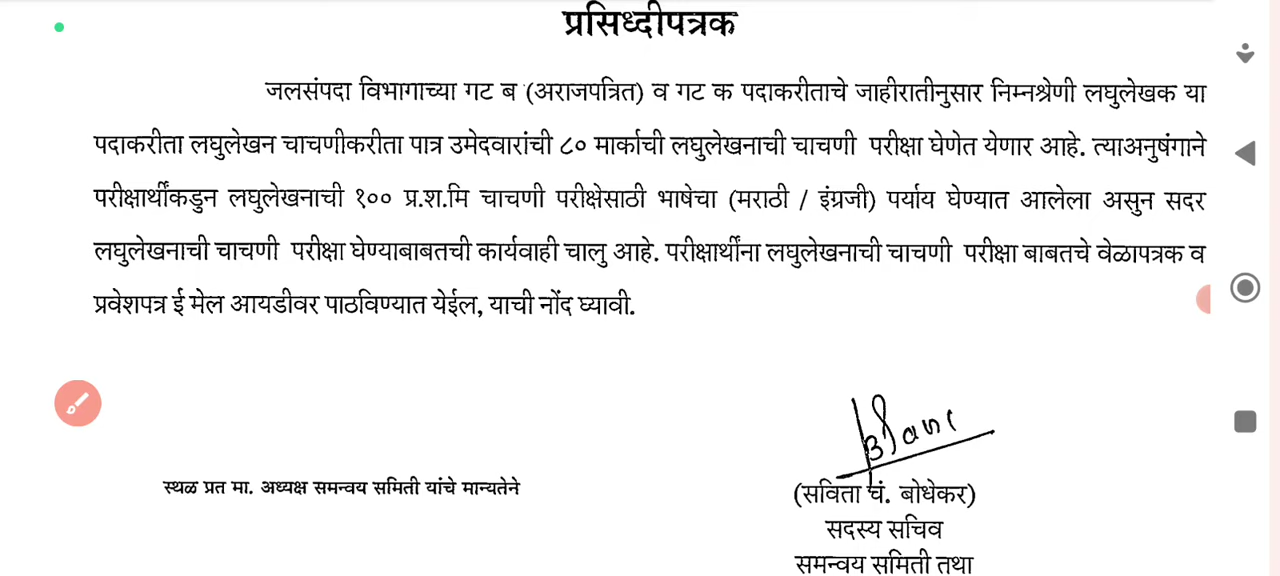 प्रसिध्दीपत्रक
जलसंपदा विभागाच्या गट ब (अराजपत्रित) व गट क पदाकरीताचे जाहीरातीनुसार निम्नश्रेणी लघुलेखक या
पदाकरीता लघुलेखन चाचणीकरीता पात्र उमेदवारांची ८० मार्काची लघुलेखनाची चाचणी परीक्षा घेणेत येणार आहे. त्याअनुषंगाने
परीक्षार्थीकडुन लघुलेखनाची १०० प्र.श.मि चाचणी परीक्षेसाठी भाषेचा (मराठी / इंग्रजी) पर्याय घेण्यात आलेला असुन सदर
लघुलेखनाची चाचणी परीक्षा घेण्याबाबतची कार्यवाही चालु आहे. परीक्षार्थींना लघुलेखनाची चाचणी परीक्षा बाबतचे वेळापत्रक व
प्रवेशपत्र ई मेल आयडीवर पाठविण्यात येईल, याची नोंद घ्यावी.
स्थळ प्रत मा. अध्यक्ष समन्वय समिती यांचे मान्यतेने
(सविता चं. बोधेकर)
सदस्य सचिव
समन्वय समिती तथा